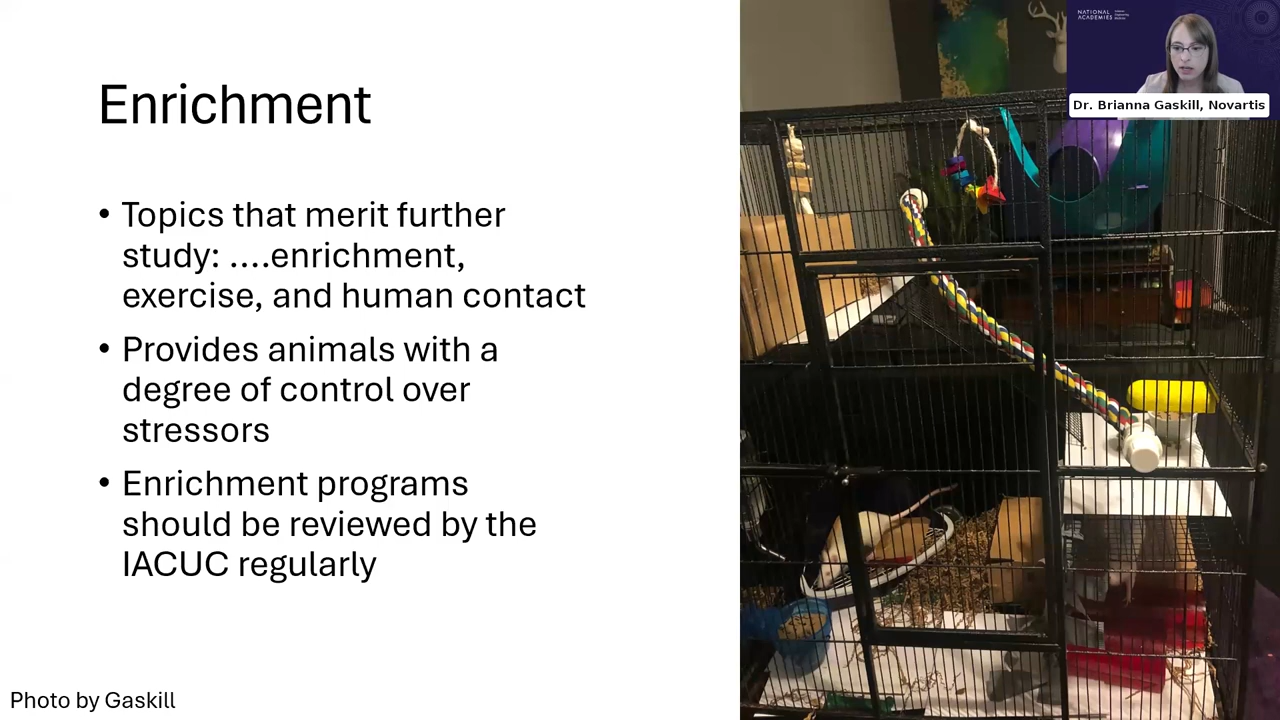 Enrichment
• Topics that merit further
study: ....enrichment,
exercise, and human contact
• Provides animals with a
degree of control over
stressors
• Enrichment programs
should be reviewed by the
IACUC regularly
Photo by Gaskill
NATIONAL
ACADEMIES
Dr. Brianna Gaskill, Novartis